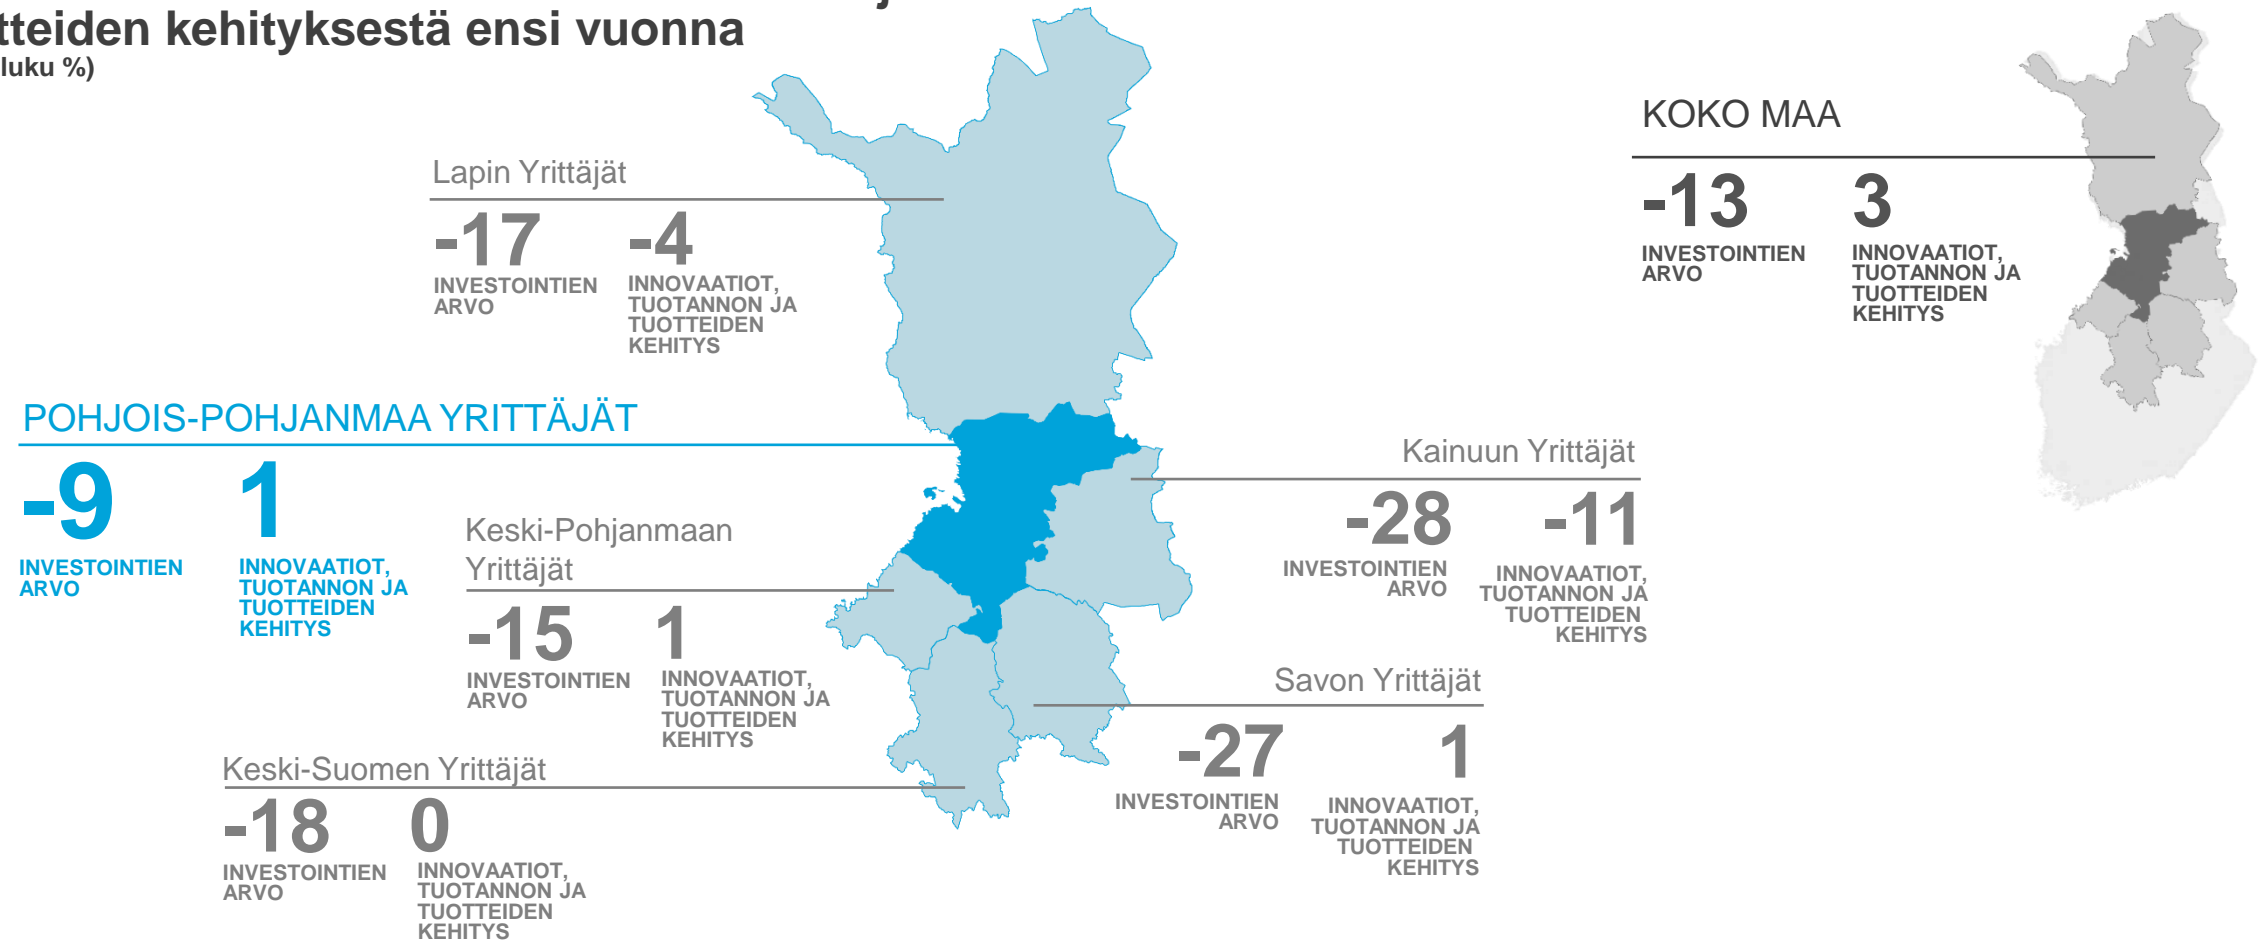 tteiden kehityksestä ensi vuonna
luku %)
KOKO MAA
-13 3
INVESTOINTIEN
ARVO
INNOVAATIOT,
TUOTANNON JA
TUOTTEIDEN
KEHITYS
Lapin Yrittäjät
-17 -4
INVESTOINTIEN
ARVO
INNOVAATIOT,
TUOTANNON JA
TUOTTEIDEN
KEHITYS
POHJOIS-POHJANMAA YRITTÄJÄT
-9 1
INVESTOINTIEN
ARVO
INNOVAATIOT,
TUOTANNON JA
TUOTTEIDEN
KEHITYS
Kainuun Yrittäjät
-28 -11
INVESTOINTIEN
ARVO
INNOVAATIOT,
TUOTANNON JA
TUOTTEIDEN
KEHITYS
Keski-Pohjanmaan
Yrittäjät
-15 1
INVESTOINTIEN
ARVO
INNOVAATIOT,
TUOTANNON JA
TUOTTEIDEN
KEHITYS
Savon Yrittäjät
-27 1
INVESTOINTIEN
ARVO
INNOVAATIOT,
TUOTANNON JA
TUOTTEIDEN
KEHITYS
Keski-Suomen Yrittäjät
-18 0
INVESTOINTIEN
ARVO
INNOVAATIOT,
TUOTANNON JA
TUOTTEIDEN
KEHITYS